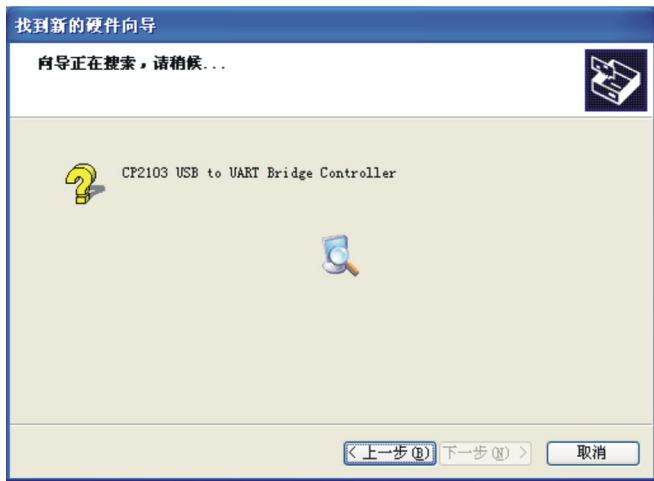 找到新的硬件向导
向导正在搜索，请稍候...
CP2103 USB to UART Bridge Controller
< 上一步(B) 下一步(N) > 取消